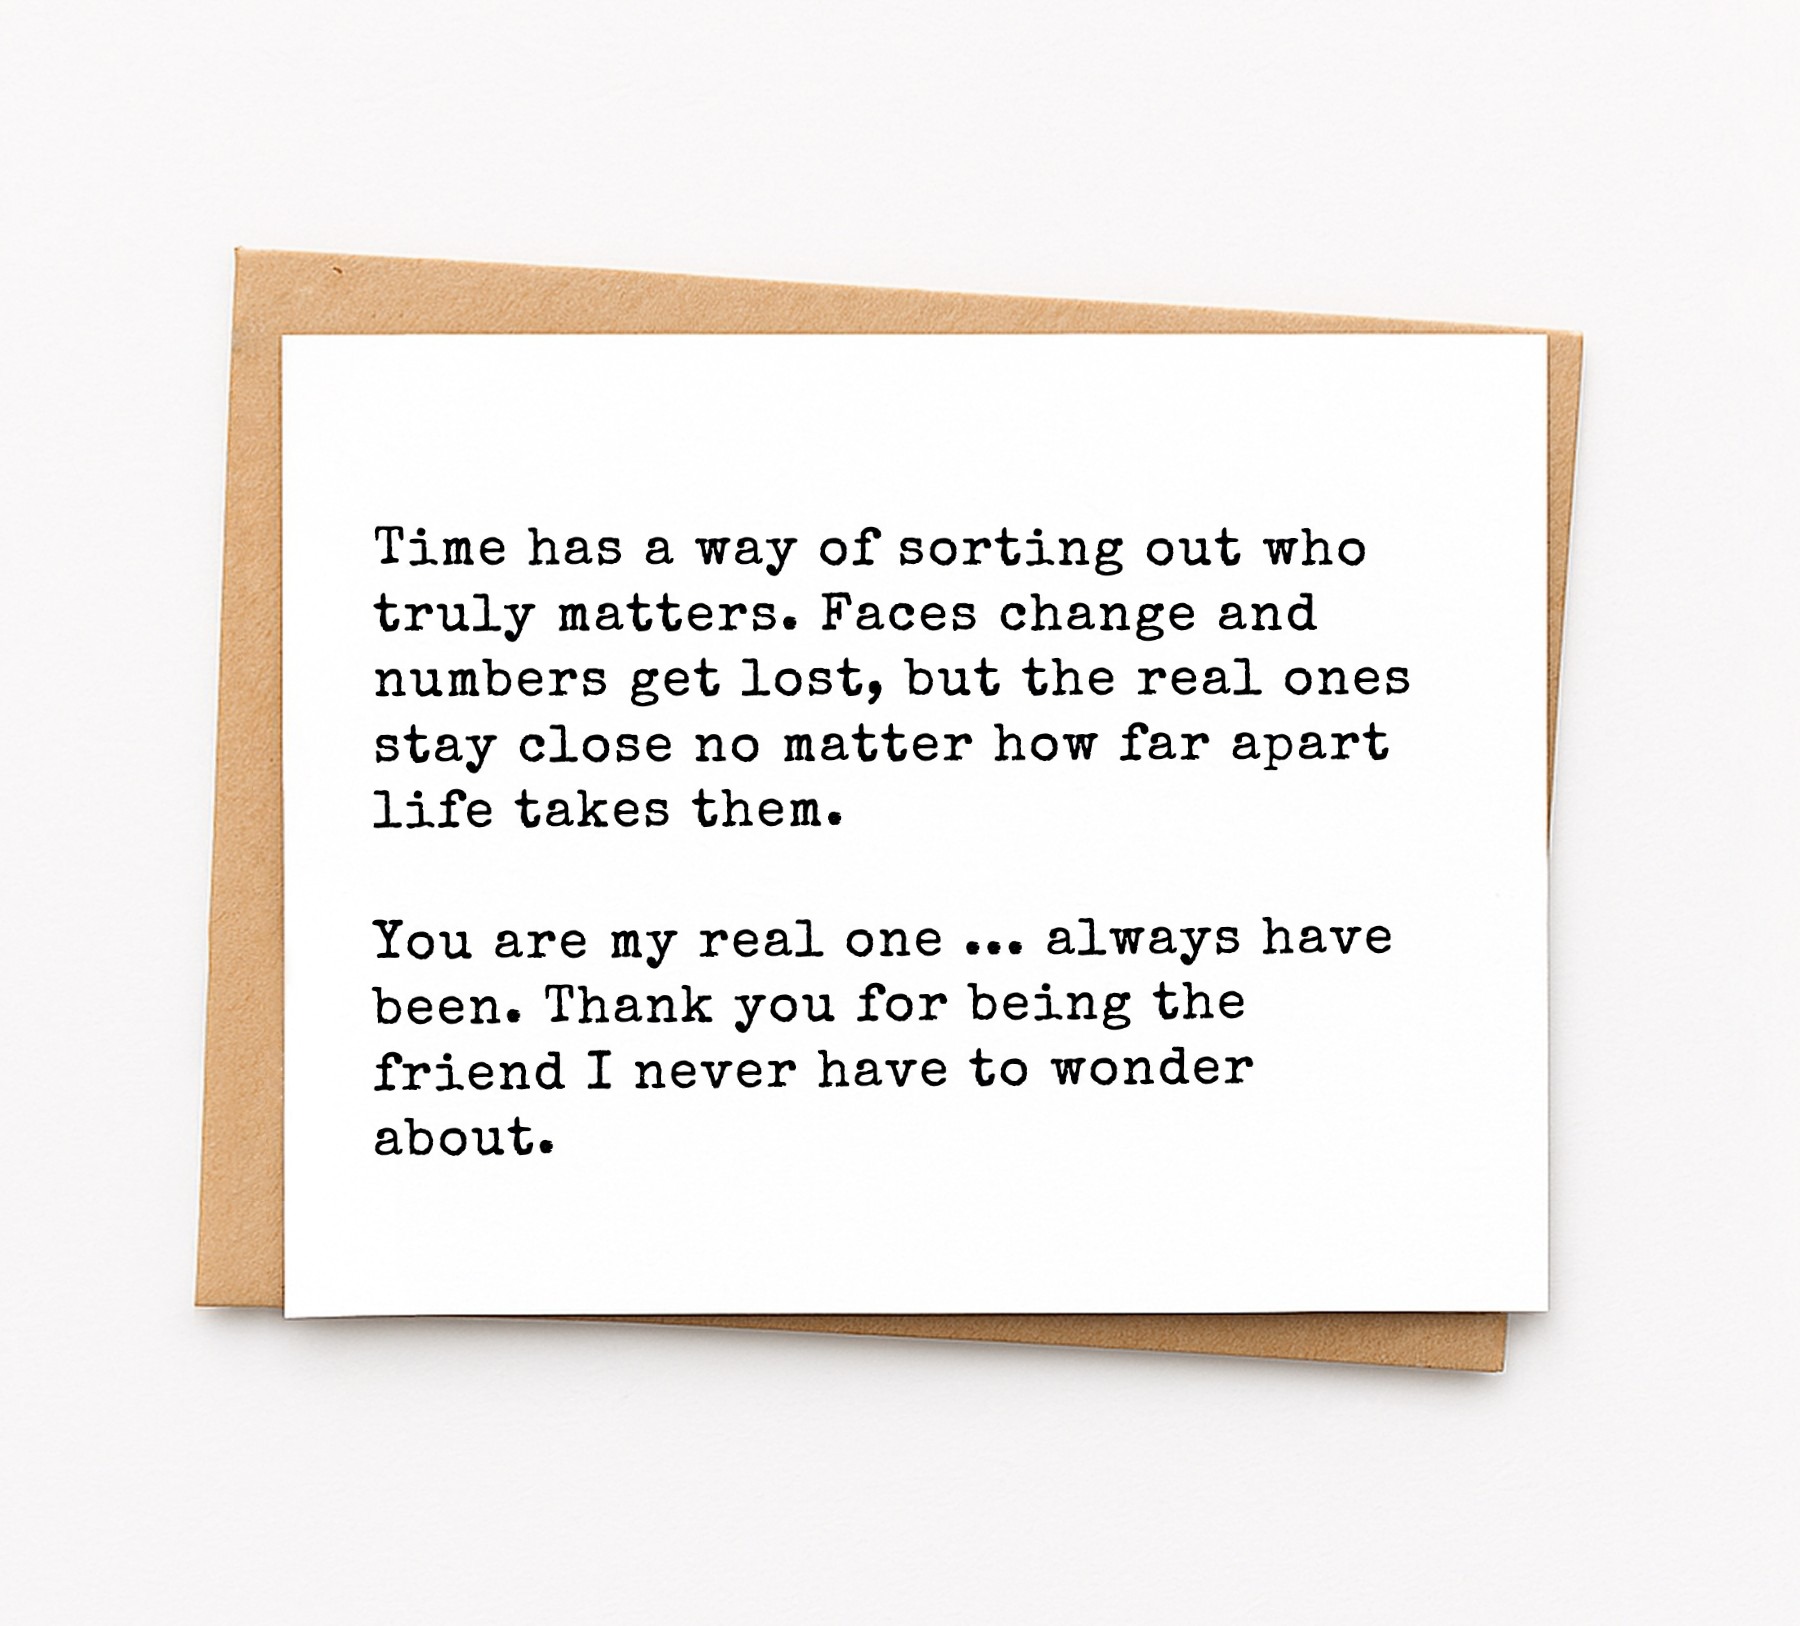 Time has a way of sorting out who
truly matters. Faces change and
numbers get lost, but the real ones
stay close no matter how far apart
life takes them.
You are my real one ... always have
been. Thank you for being the
friend I never have to wonder
about.